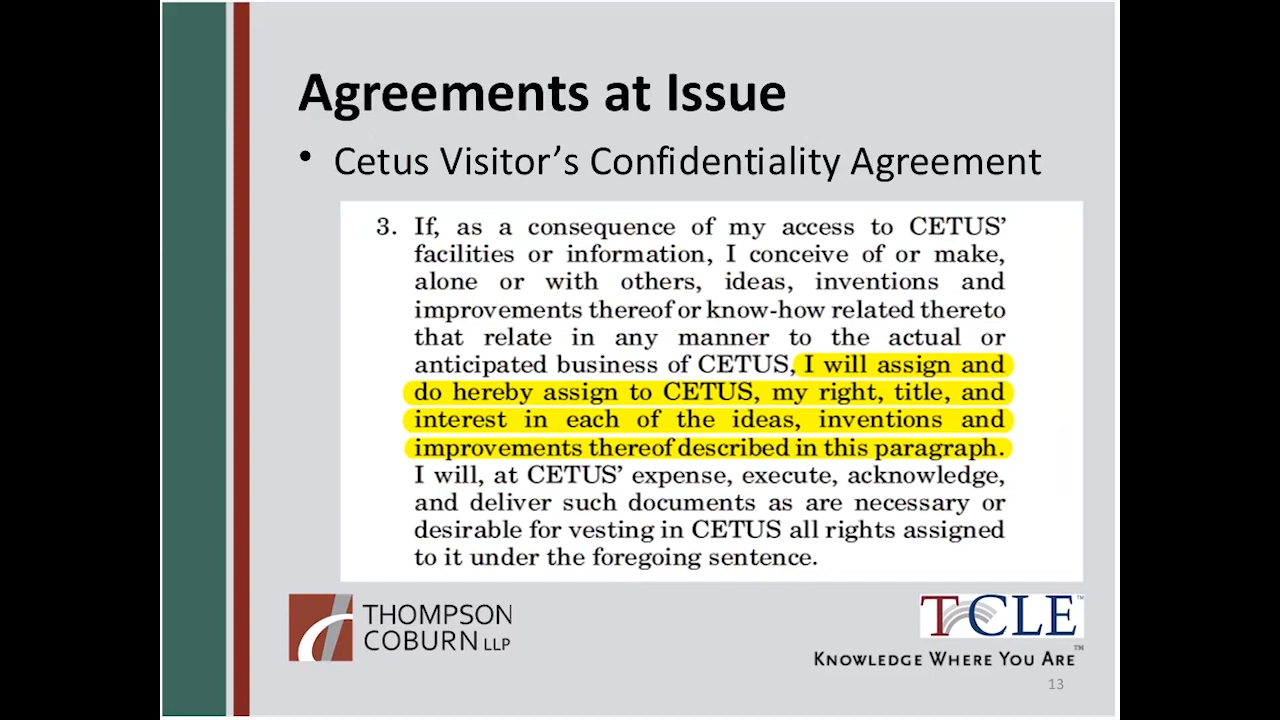 Agreements at Issue
• Cetus Visitor’s Confidentiality Agreement
3. If, as a consequence of my access to CETUS’
facilities or information, I conceive of or make,
alone or with others, ideas, inventions and
improvements thereof or know-how related thereto
that relate in any manner to the actual or
anticipated business of CETUS, I will assign and
do hereby assign to CETUS, my right, title, and
interest in each of the ideas, inventions and
improvements thereof described in this paragraph.
I will, at CETUS’ expense, execute, acknowledge,
and deliver such documents as are necessary or
desirable for vesting in CETUS all rights assigned
to it under the foregoing sentence.
THOMPSON
COBURN LLP
TCLE™
KNOWLEDGE WHERE YOU ARE™
13